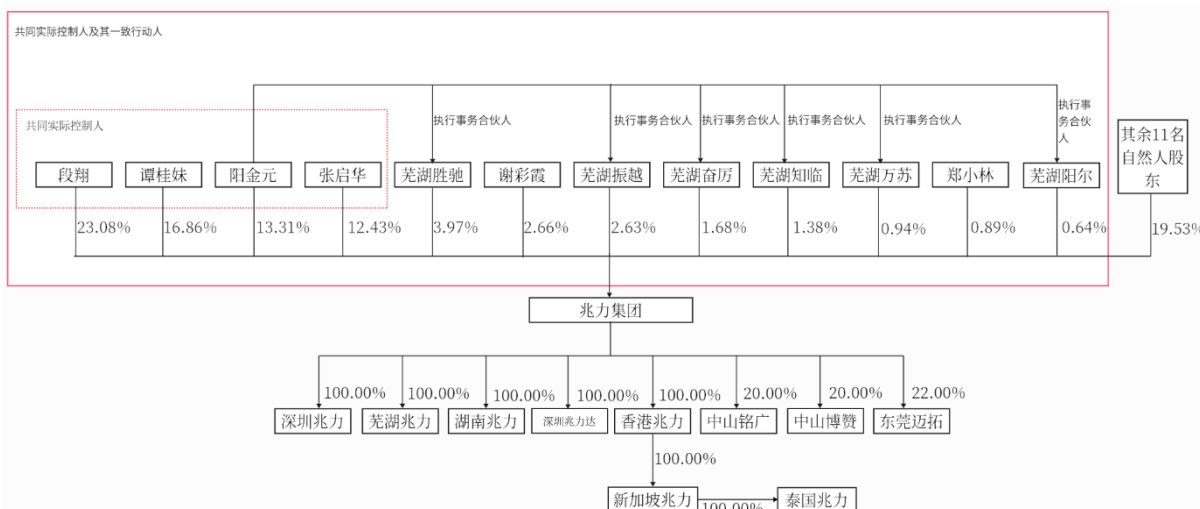 共同实际控制人及其一致行动人
共同实际控制人
执行事务合伙人
执行事务合伙人
执行事务合伙人
执行事务合伙人
执行事务合伙人
执行事
务合伙
人
段翔
谭桂妹
阳金元
张启华
芜湖胜驰
谢彩霞
芜湖振越
芜湖奋厉
芜湖知临
芜湖万苏
郑小林
芜湖阳尔
其余11名
自然人股
东
23.08%
16.86%
13.31%
12.43%
3.97%
2.66%
2.63%
1.68%
1.38%
0.94%
0.89%
0.64%
19.53%
兆力集团
100.00%
100.00%
100.00%
100.00%
100.00%
20.00%
20.00%
22.00%
深圳兆力
芜湖兆力
湖南兆力
深圳兆力达
香港兆力
中山铭广
中山博赞
东莞迈拓
100.00%
新加坡兆力
100.00%
泰国兆力